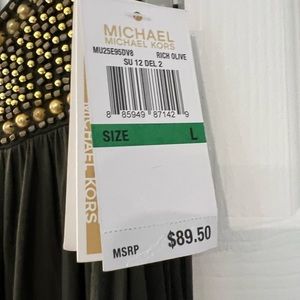 MICHAEL
MICHAEL KORS
MU25E95DV8 RICH OLIVE
SU 12 DEL 2
8 85949 87142 9
SIZE L
MSRP $89.50
MICHAEL KORS